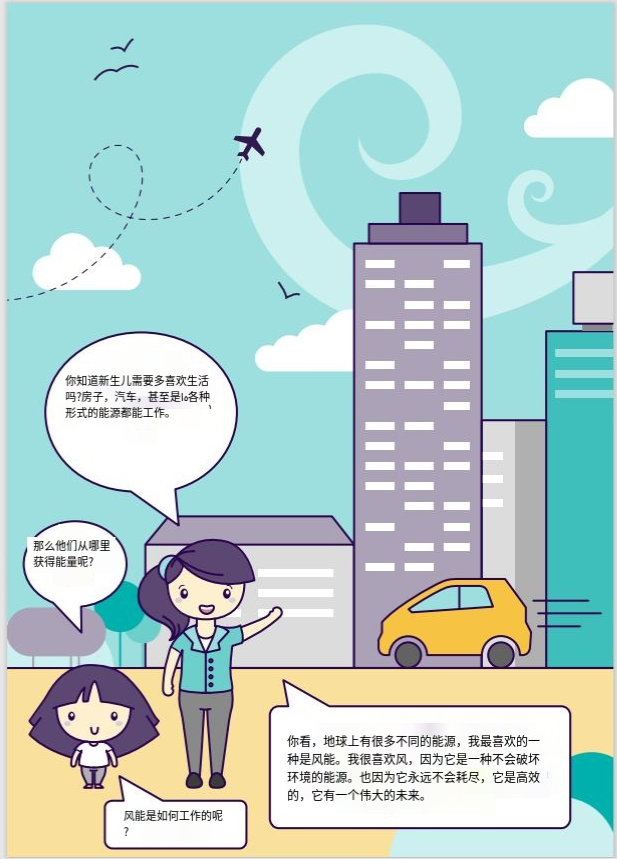 你知道新生儿需要多喜欢生活
吗?房子，汽车，甚至是lo各种
形式的能源都能工作。
那么他们从哪里
获得能量呢?
你看，地球上有很多不同的能源，我最喜欢的一
种是风能。我很喜欢风，因为它是一种不会破坏
环境的能源。也因为它永远不会耗尽，它是高效
的，它有一个伟大的未来。
风能是如何工作的呢
?